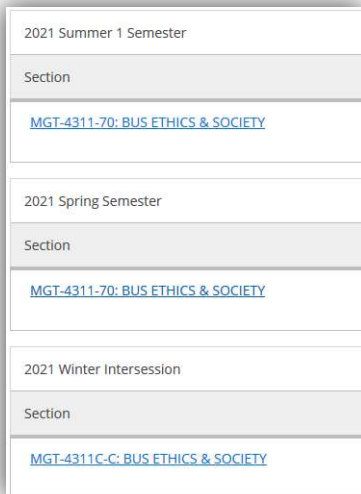 2021 Summer 1 Semester
Section
MGT-4311-70: BUS ETHICS & SOCIETY
2021 Spring Semester
Section
MGT-4311-70: BUS ETHICS & SOCIETY
2021 Winter Intersession
Section
MGT-4311C-C: BUS ETHICS & SOCIETY